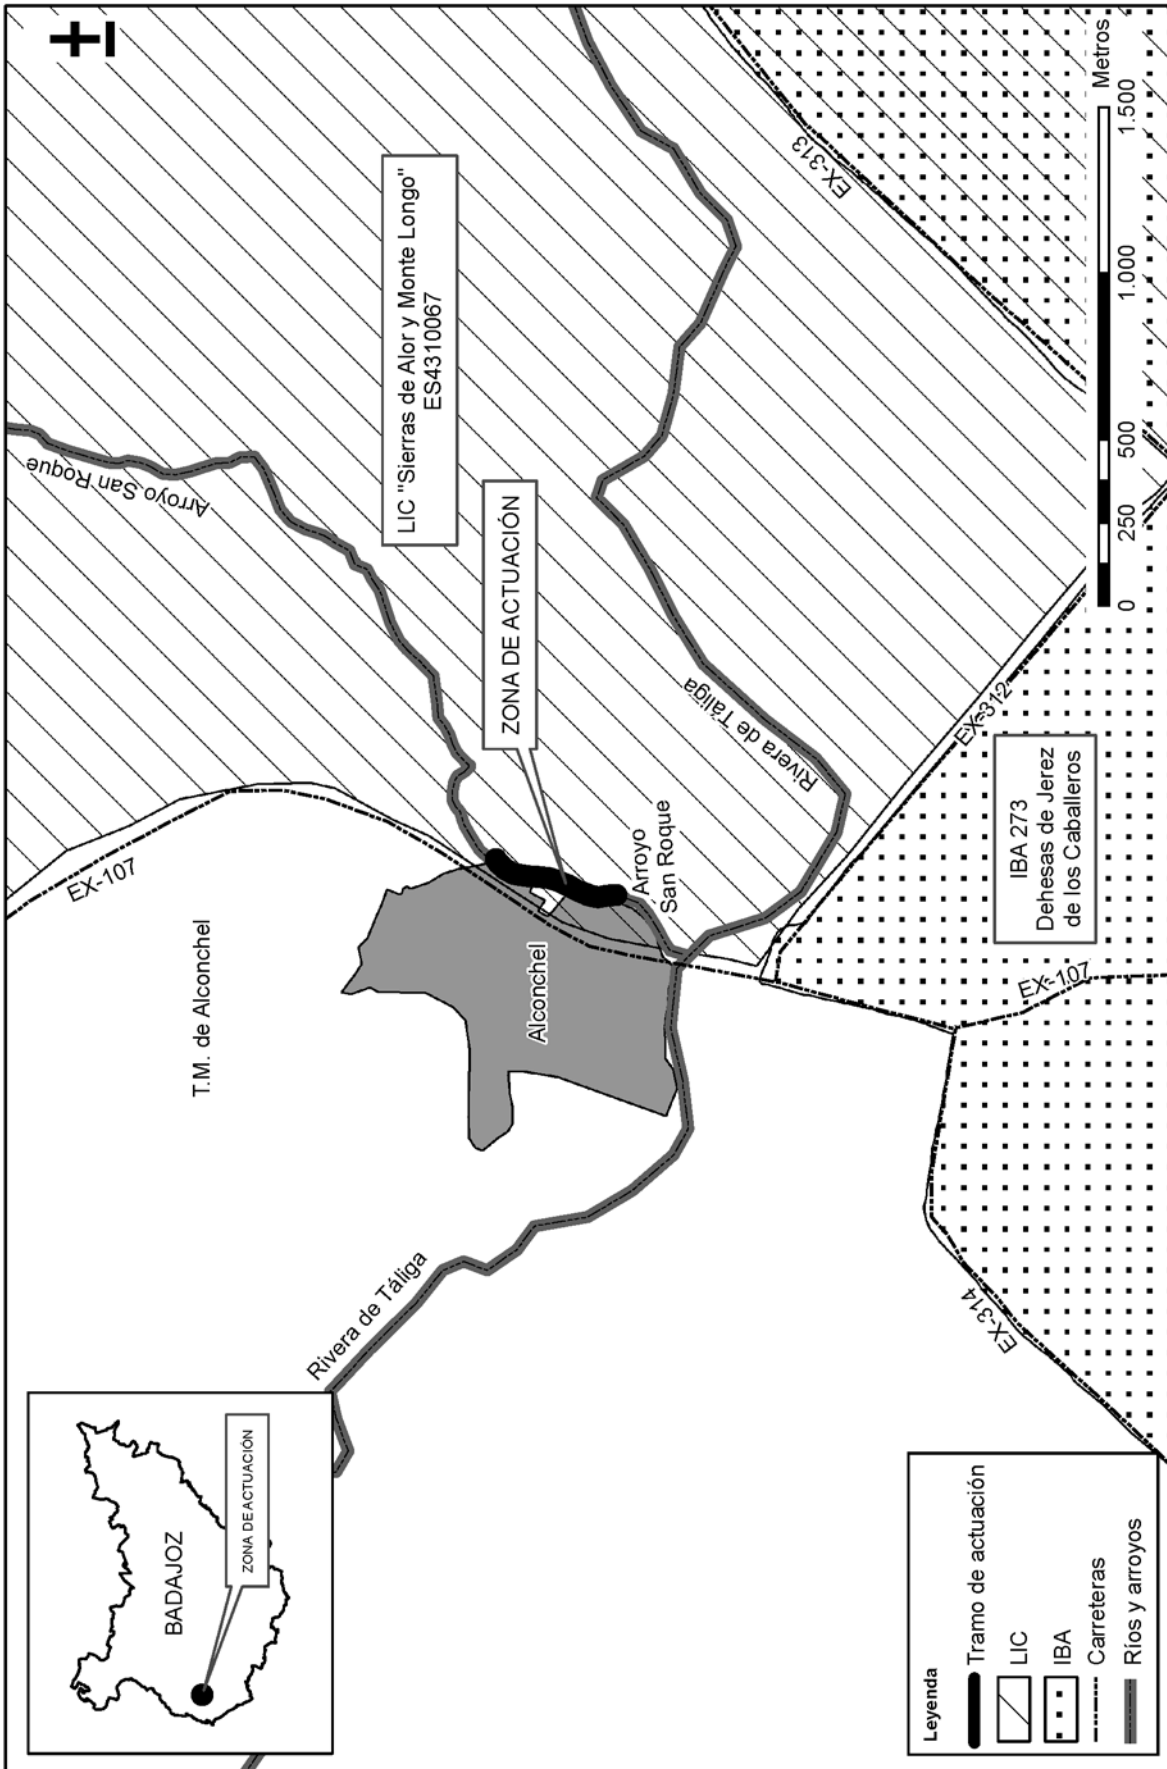 BADAJOZ
ZONA DE ACTUACIÓN
T.M. de Alconchel
EX-107
Arroyo San Roque
LIC "Sierras de Alor y Monte Longo"
ES4310067
ZONA DE ACTUACIÓN
Alconchel
Rivera de Táliga
Arroyo
San Roque
Rivera de Táliga
EX-313
EX-312
IBA 273
Dehesas de Jerez
de los Caballeros
EX-107
EX-314
Leyenda
Tramo de actuación
LIC
IBA
Carreteras
Ríos y arroyos
0 250 500 1.000 1.500
Metros